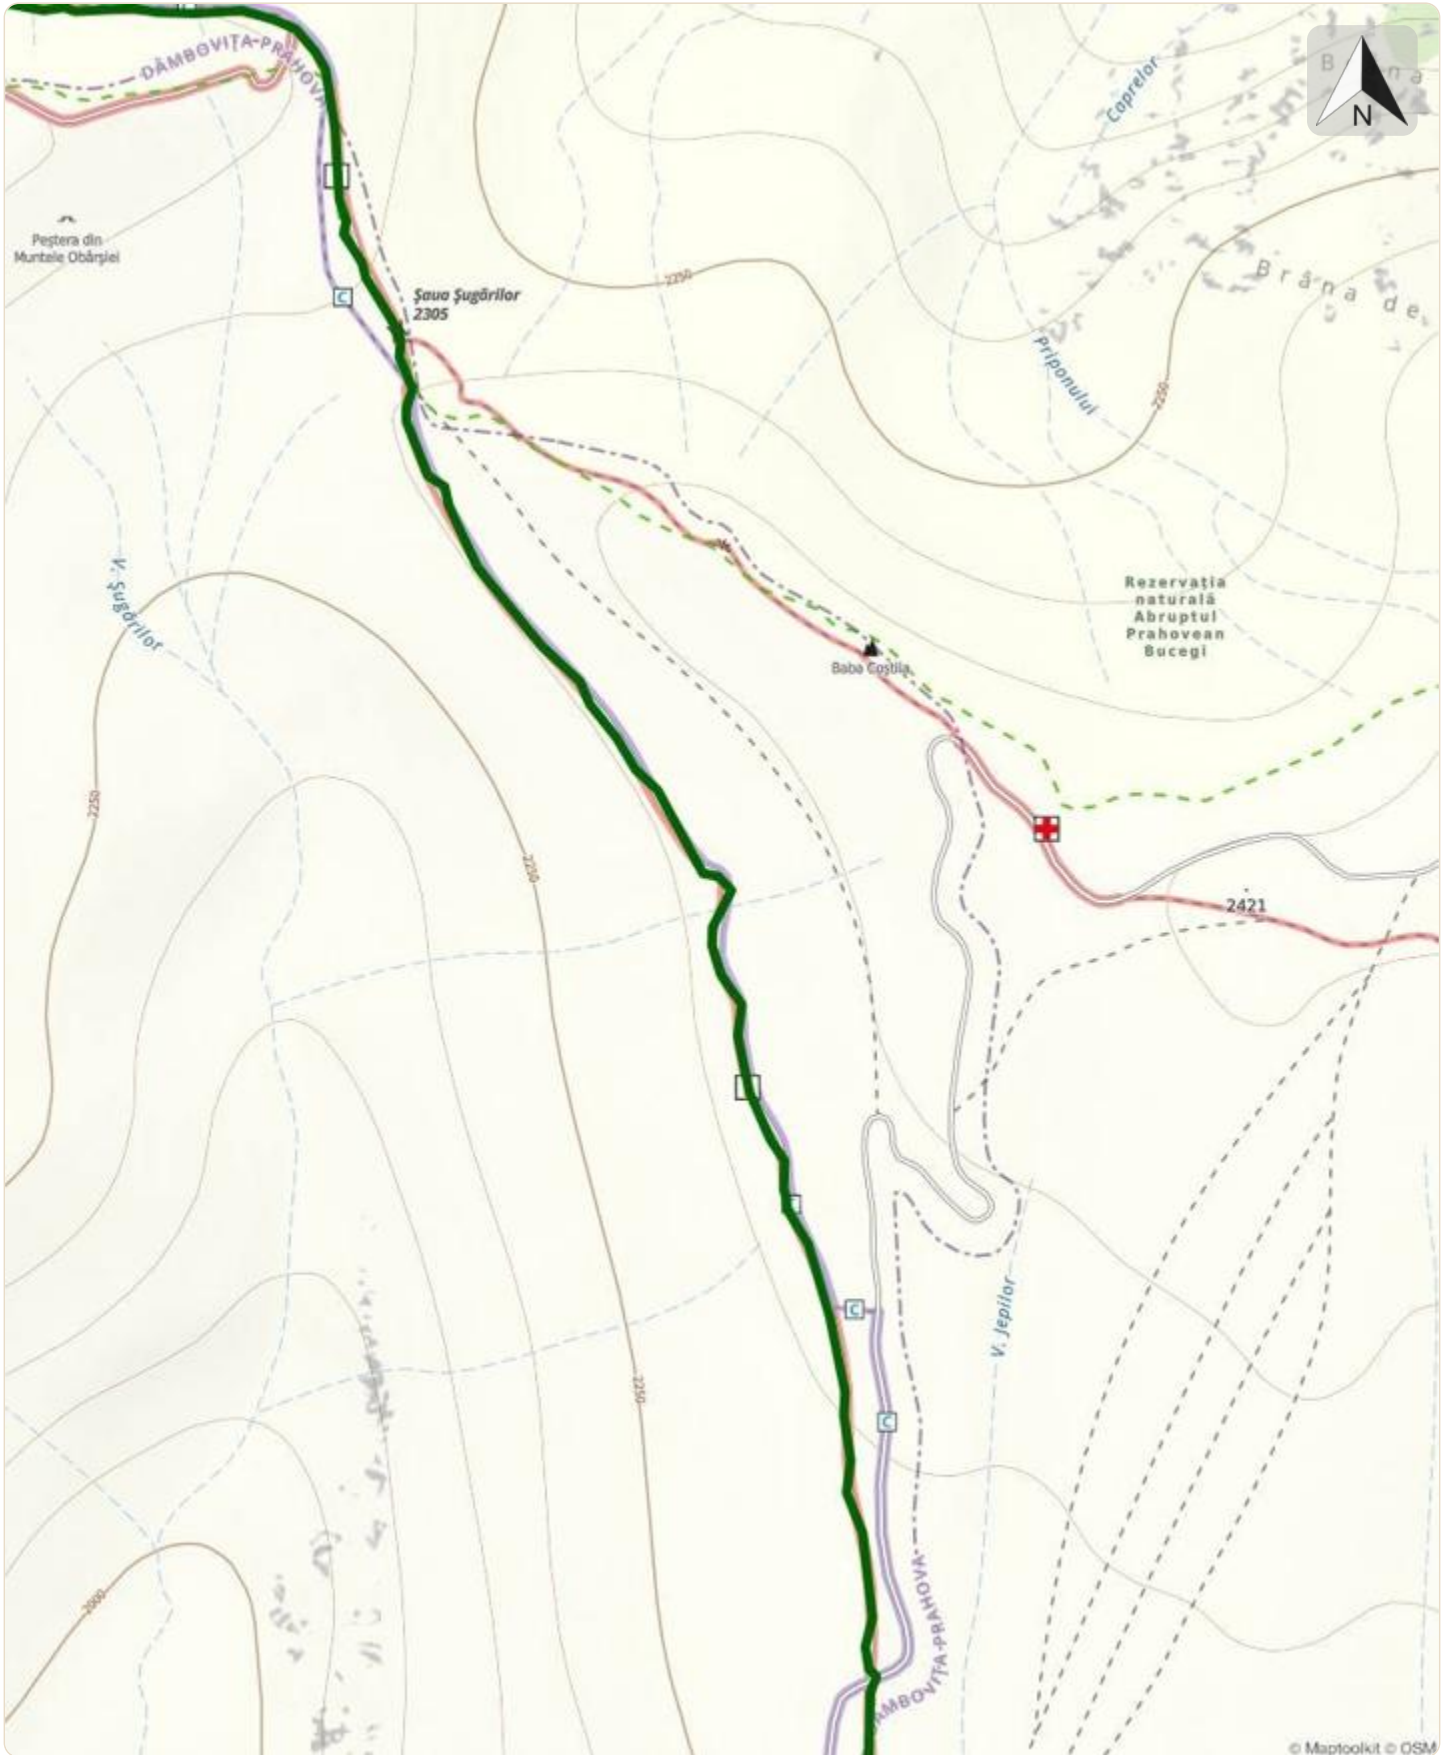 DÂMBOVIȚA-PRAHOVA
Caprelor
N
Peștera din
Muntele Obârșiei
C
Șaua Șugărilor
2305
2250
Brâna de
Priponului
2250
V. Șugărilor
Rezervația
naturală
Abruptul
Prahovean
Bucegi
Baba Coștila
2250
2250
2421
C
V. Jepilor
2250
C
2000
DÂMBOVIȚA-PRAHOVA
© Maptoolkit © OSM